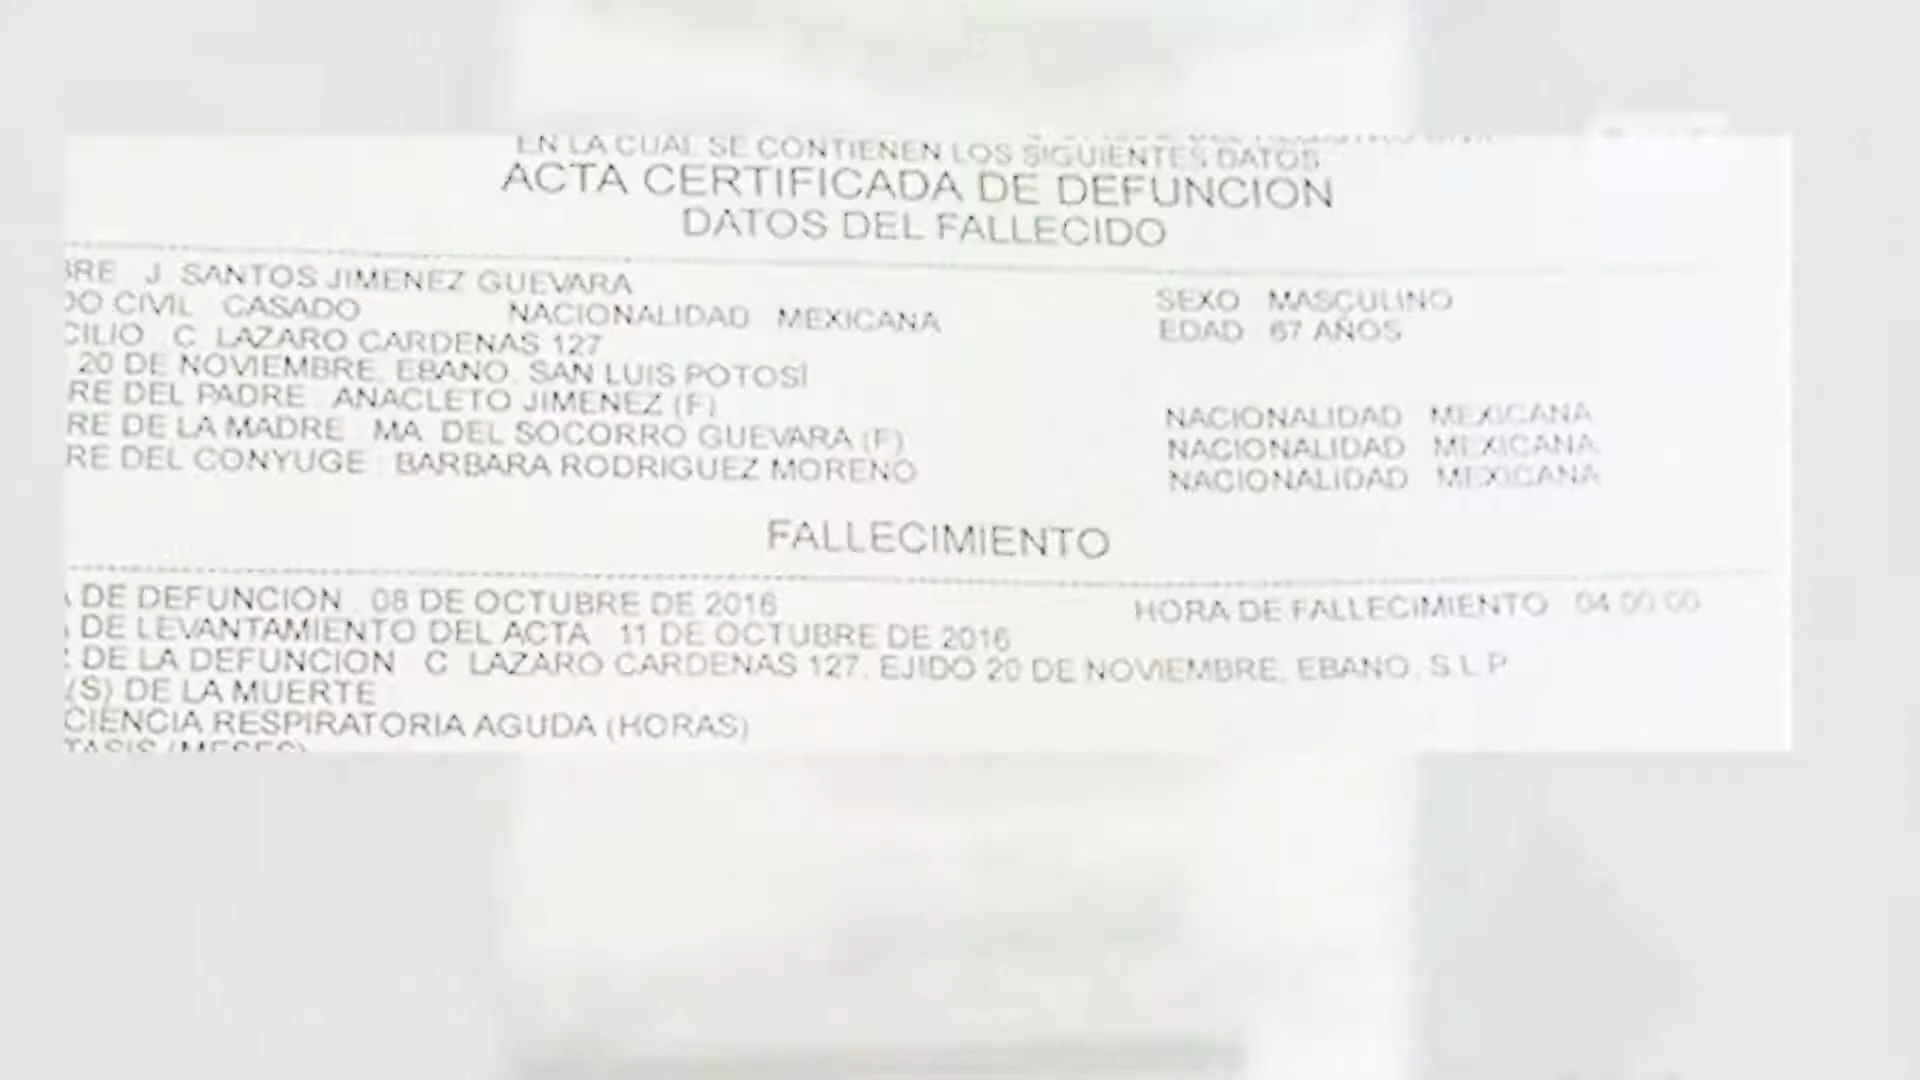 EN LA CUAL SE CONTIENEN LOS SIGUIENTES DATOS
ACTA CERTIFICADA DE DEFUNCION
DATOS DEL FALLECIDO
BRE J SANTOS JIMENEZ GUEVARA
SEXO MASCULINO
DO CIVIL CASADO NACIONALIDAD MEXICANA
EDAD 67 AÑOS
CILIO C LAZARO CARDENAS 127
20 DE NOVIEMBRE, EBANO, SAN LUIS POTOSÍ
RE DEL PADRE : ANACLETO JIMENEZ (F)
NACIONALIDAD MEXICANA
RE DE LA MADRE : MA. DEL SOCORRO GUEVARA (F)
NACIONALIDAD MEXICANA
RE DEL CONYUGE : BARBARA RODRIGUEZ MORENO
NACIONALIDAD MEXICANA
FALLECIMIENTO
DE DEFUNCION 08 DE OCTUBRE DE 2016
HORA DE FALLECIMIENTO 04:00:00
DE LEVANTAMIENTO DEL ACTA 11 DE OCTUBRE DE 2016
DE LA DEFUNCION C LAZARO CARDENAS 127, EJIDO 20 DE NOVIEMBRE, EBANO, S.L.P
(S) DE LA MUERTE
CIENCIA RESPIRATORIA AGUDA (HORAS)
TASIS (MESES)